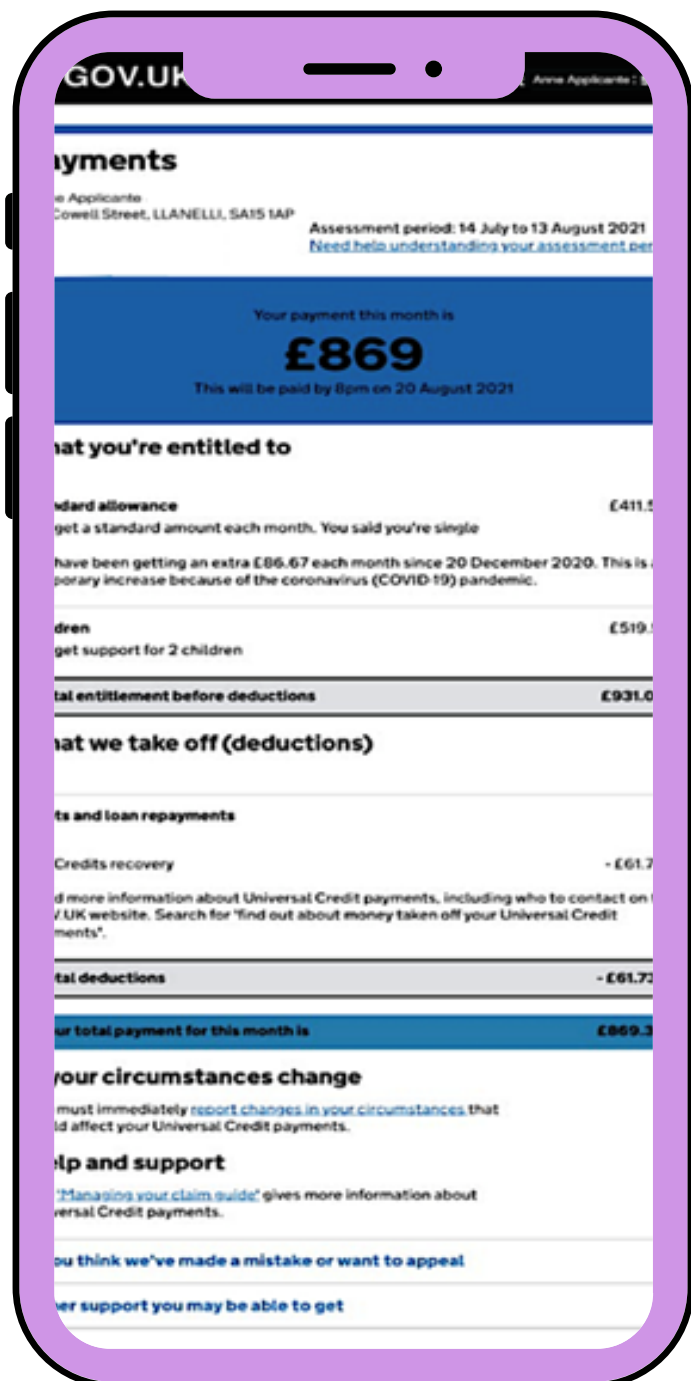 GOV.UK
Anne Applicante
ayments
e Applicante
Cowell Street, LLANELLI, SA15 1AP
Assessment period: 14 July to 13 August 2021
Need help understanding your assessment per
Your payment this month is
£869
This will be paid by 8pm on 20 August 2021
hat you're entitled to
ndard allowance £411.5
get a standard amount each month. You said you're single
have been getting an extra £86.67 each month since 20 December 2020. This is a
porary increase because of the coronavirus (COVID-19) pandemic.
dren £519.
get support for 2 children
tal entitlement before deductions £931.0
hat we take off (deductions)
ts and loan repayments
Credits recovery - £61.7
d more information about Universal Credit payments, including who to contact on
V.UK website. Search for 'find out about money taken off your Universal Credit
ments".
tal deductions - £61.73
ur total payment for this month is £869.3
your circumstances change
must immediately report changes in your circumstances that
ld affect your Universal Credit payments.
elp and support
'Managing your claim guide' gives more information about
versal Credit payments.
ou think we've made a mistake or want to appeal
er support you may be able to get